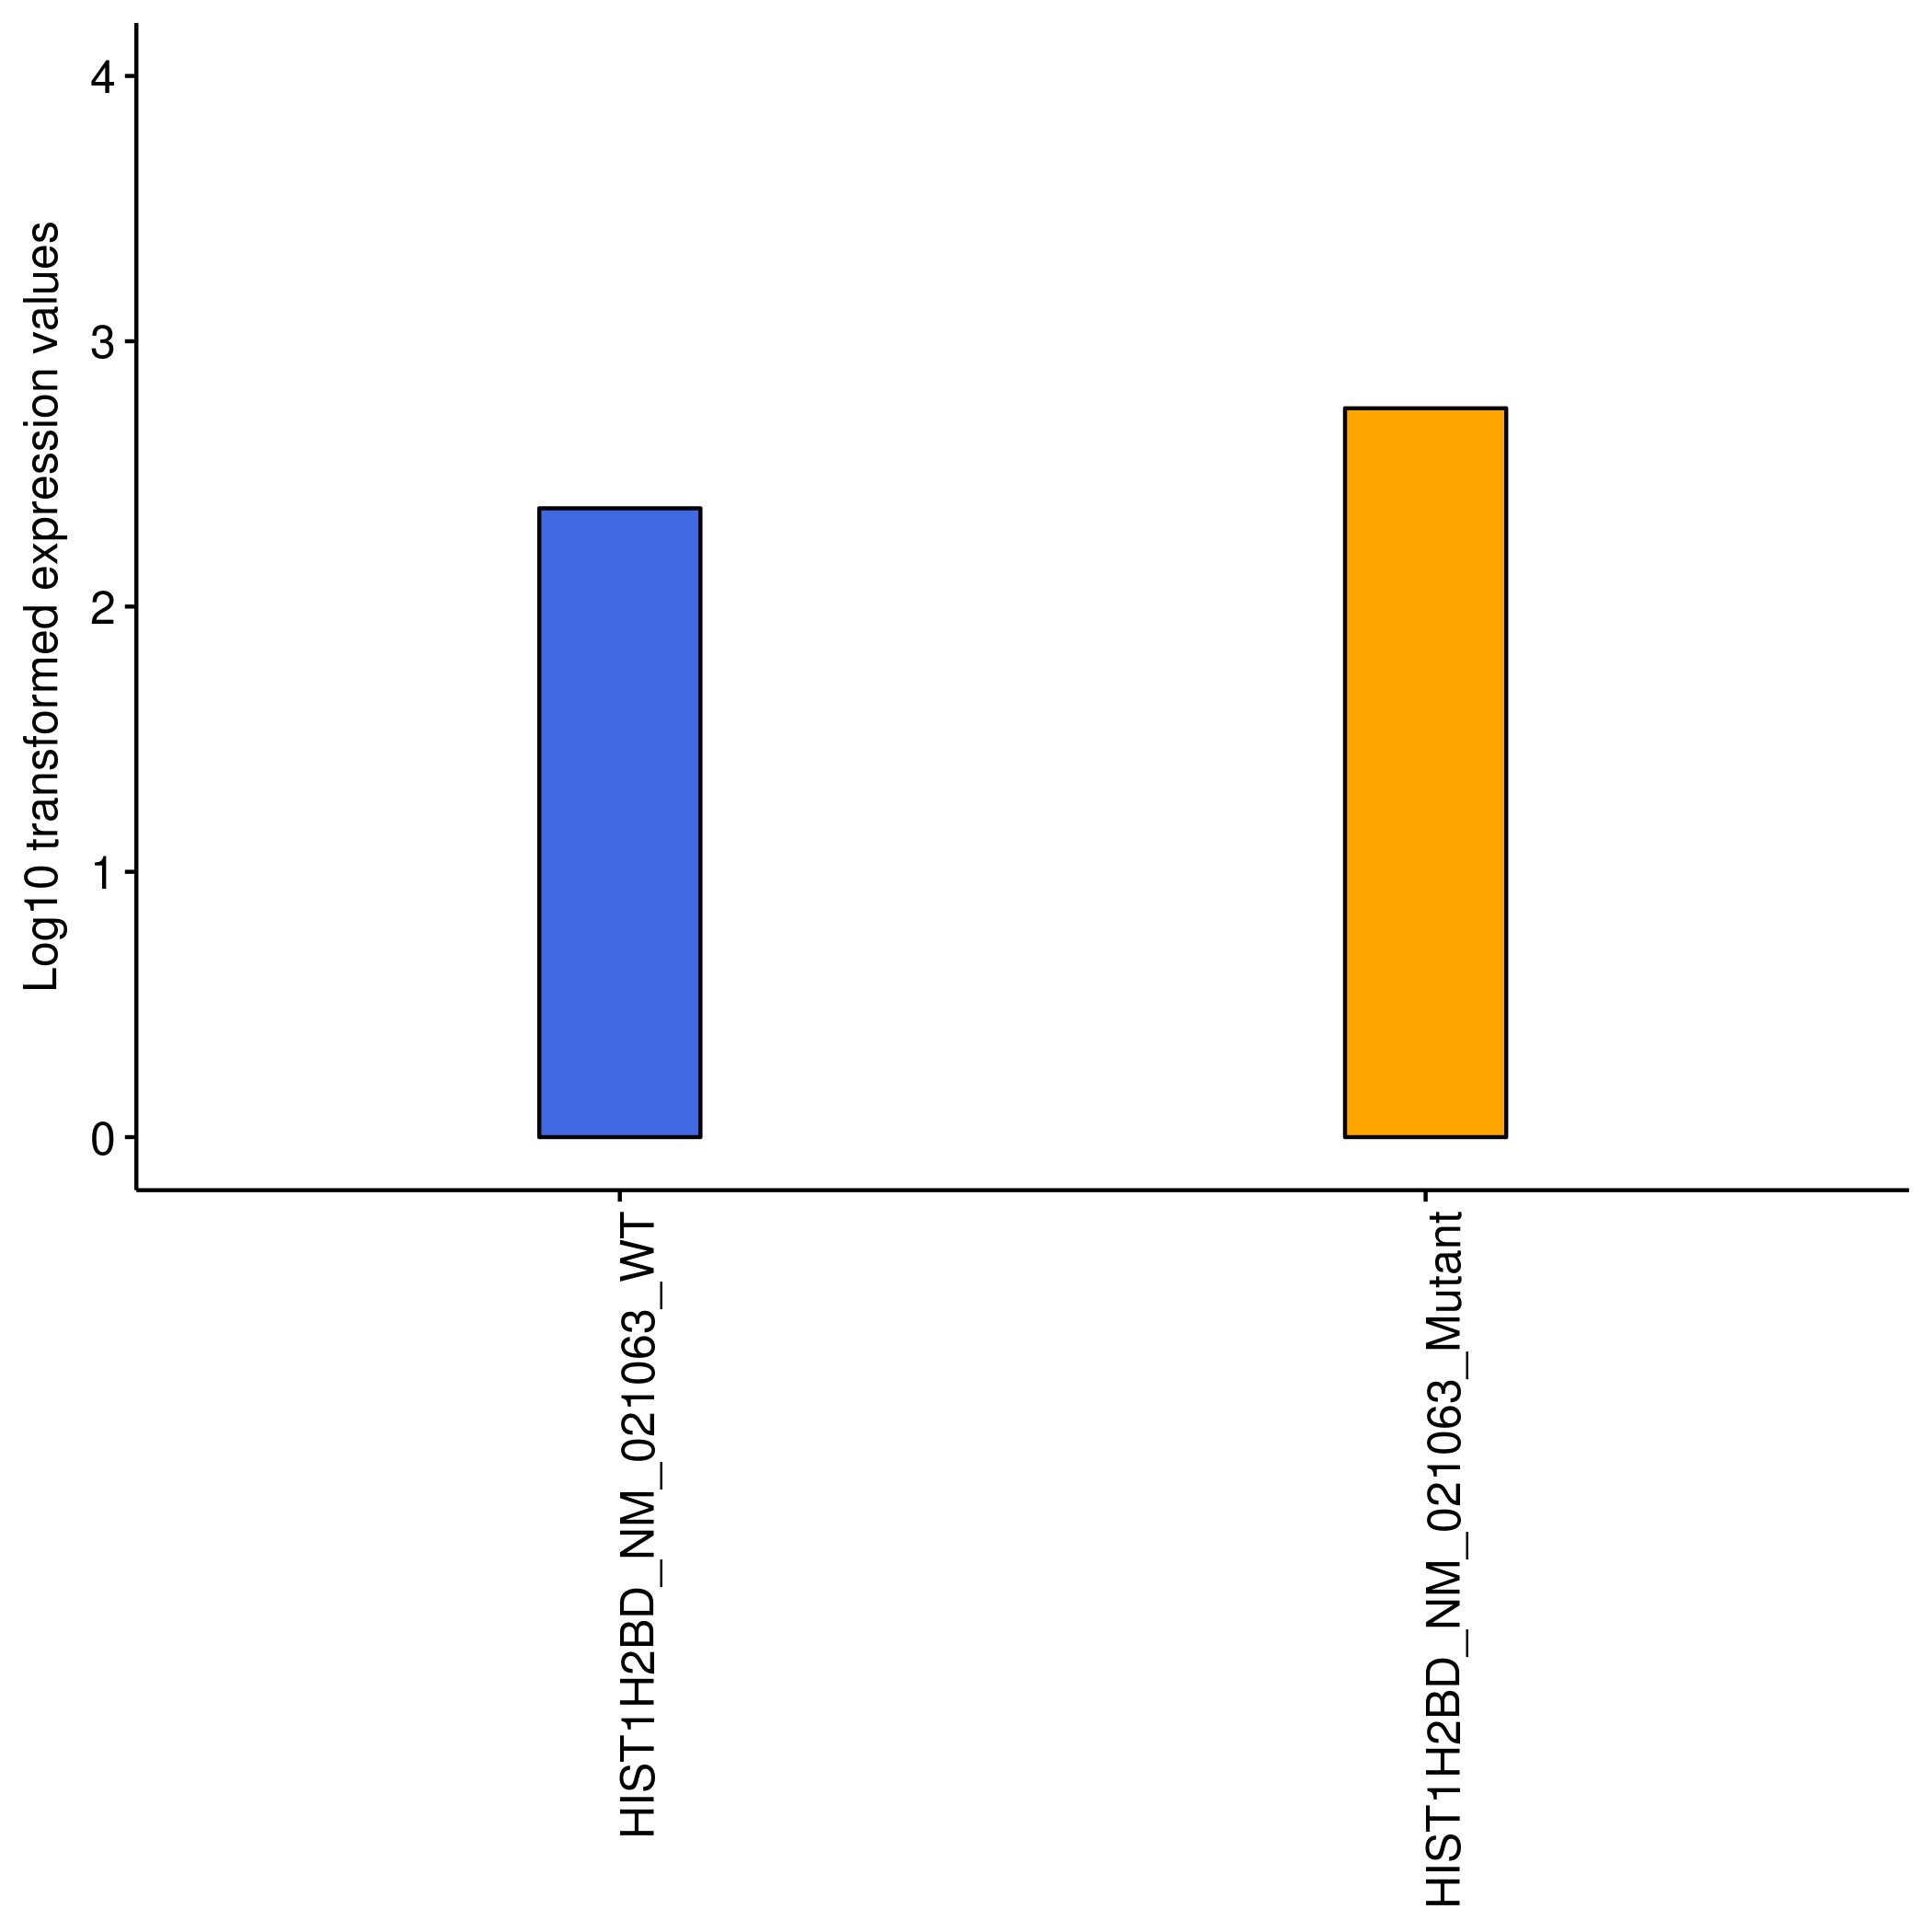 Log10 transformed expression values
4
3
2
1
0
HIST1H2BD_NM_021063_WT
HIST1H2BD_NM_021063_Mutant